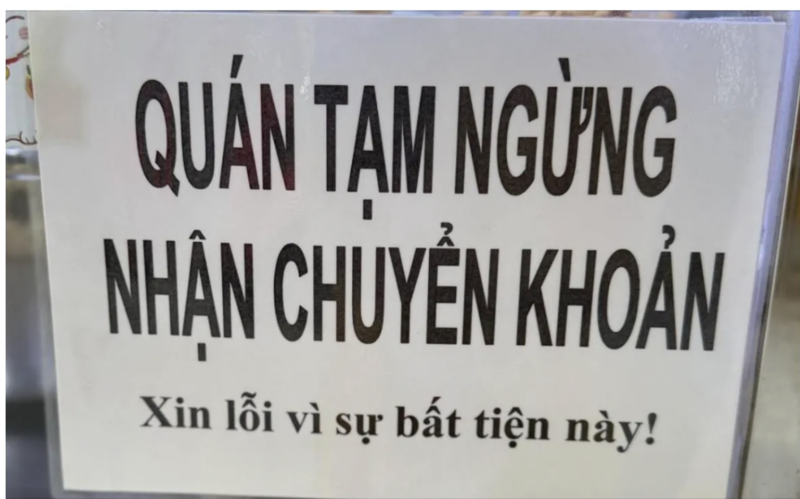 QUÁN TẠM NGỪNG
NHẬN CHUYỂN KHOẢN
Xin lỗi vì sự bất tiện này!